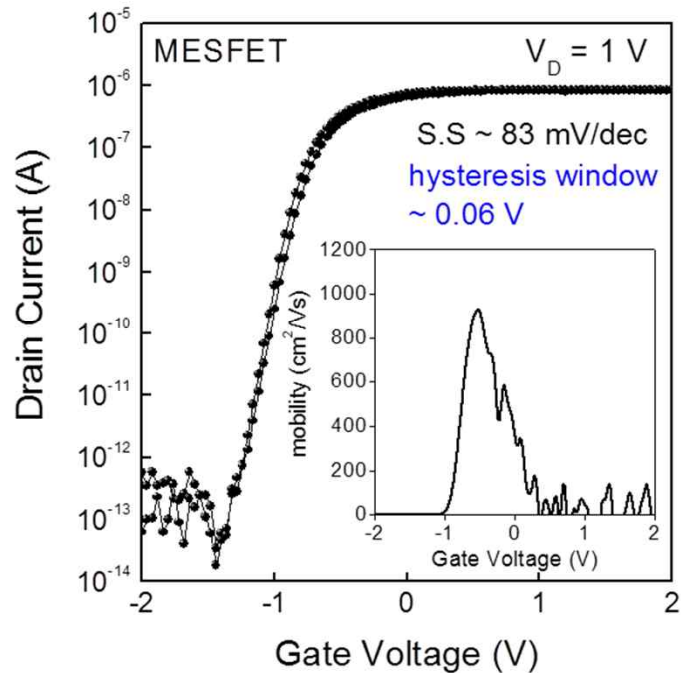 MESFET
V_D = 1 V
S.S ~ 83 mV/dec
hysteresis window
~ 0.06 V
Drain Current (A)
10⁻⁵
10⁻⁶
10⁻⁷
10⁻⁸
10⁻⁹
10⁻¹⁰
10⁻¹¹
10⁻¹²
10⁻¹³
10⁻¹⁴
-2 -1 0 1 2
Gate Voltage (V)
mobility (cm²/Vs)
1200
1000
800
600
400
200
0
-2 -1 0 1 2
Gate Voltage (V)